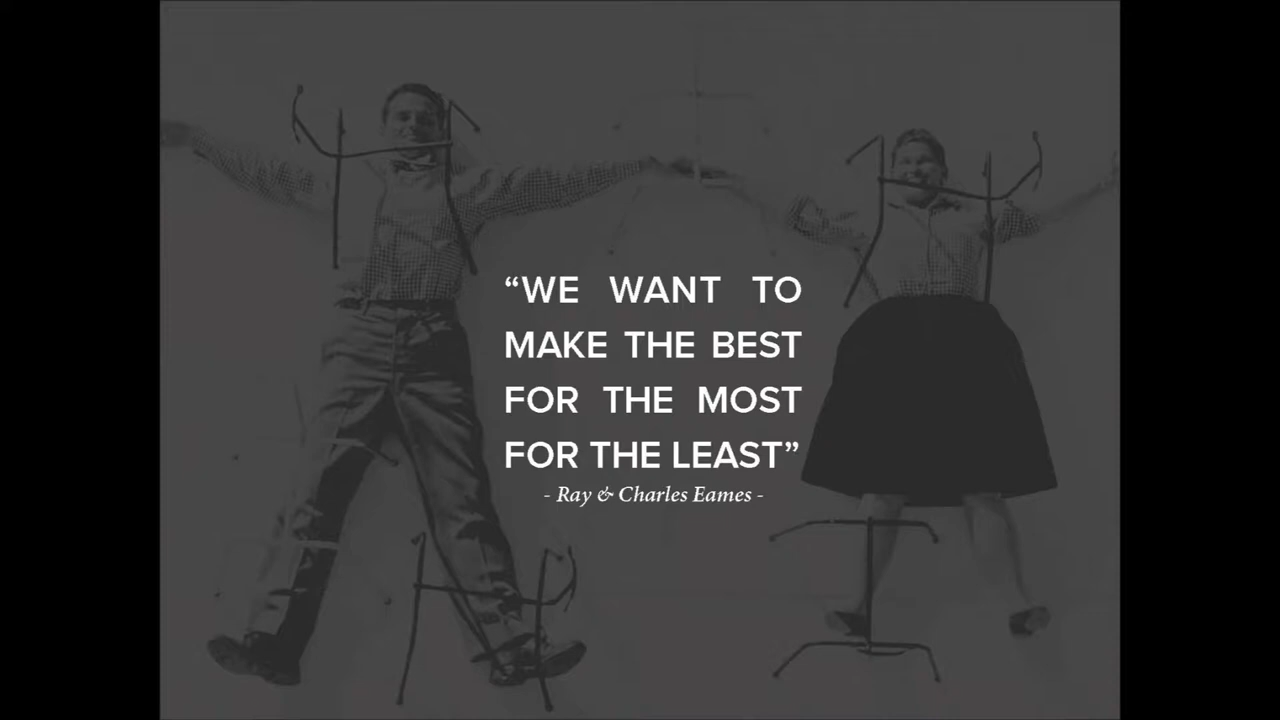 “WE WANT TO
MAKE THE BEST
FOR THE MOST
FOR THE LEAST”
- Ray & Charles Eames -